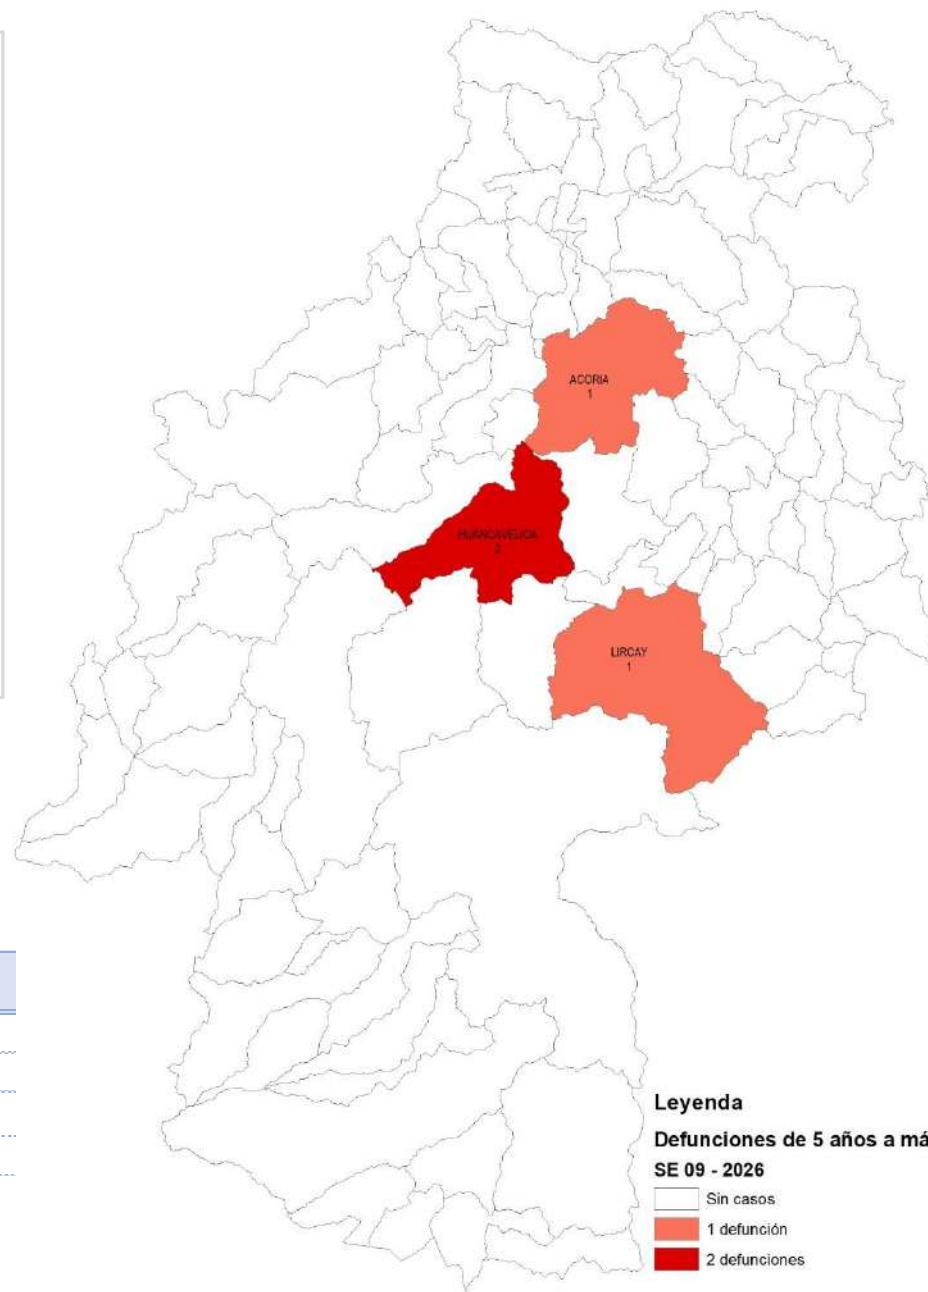 ACORIA
1
HUANCAVELICA
2
LIRCAY
1
Leyenda
Defunciones de 5 años a má
SE 09 - 2026
Sin casos
1 defunción
2 defunciones